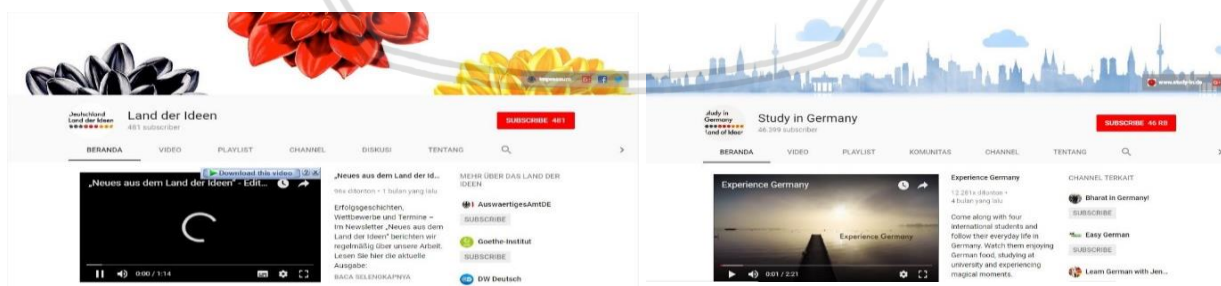 Impressum
Deutschland
Land der Ideen
Land der Ideen
481 subscriber
SUBSCRIBE 481
BERANDA VIDEO PLAYLIST CHANNEL DISKUSI TENTANG
Download this video
„Neues aus dem Land der Ideen" - Edit...
0:00 / 1:14
„Neues aus dem Land der Id...
96x ditonton • 1 bulan yang lalu
Erfolgsgeschichten,
Wettbewerbe und Termine –
Im Newsletter „Neues aus dem
Land der Ideen" berichten wir
regelmäßig über unsere Arbeit.
Lesen Sie hier die aktuelle
Ausgabe:
BACA SELENGKAPNYA
MEHR ÜBER DAS LAND DER
IDEEN
AuswaertigesAmtDE
SUBSCRIBE
Goethe-Institut
SUBSCRIBE
DW Deutsch
www.study-in.de
Study in
Germany
Land of Ideas
Study in Germany
46.399 subscriber
SUBSCRIBE 46 RB
BERANDA VIDEO PLAYLIST KOMUNITAS CHANNEL TENTANG
Experience Germany
Experience Germany
0:01 / 2:21
Experience Germany
12.281x ditonton •
4 bulan yang lalu
Come along with four
international students and
follow their everyday life in
Germany. Watch them enjoying
German food, studying at
university and experiencing
magical moments.
CHANNEL TERKAIT
Bharat in Germany!
SUBSCRIBE
Easy German
SUBSCRIBE
Learn German with Jen...